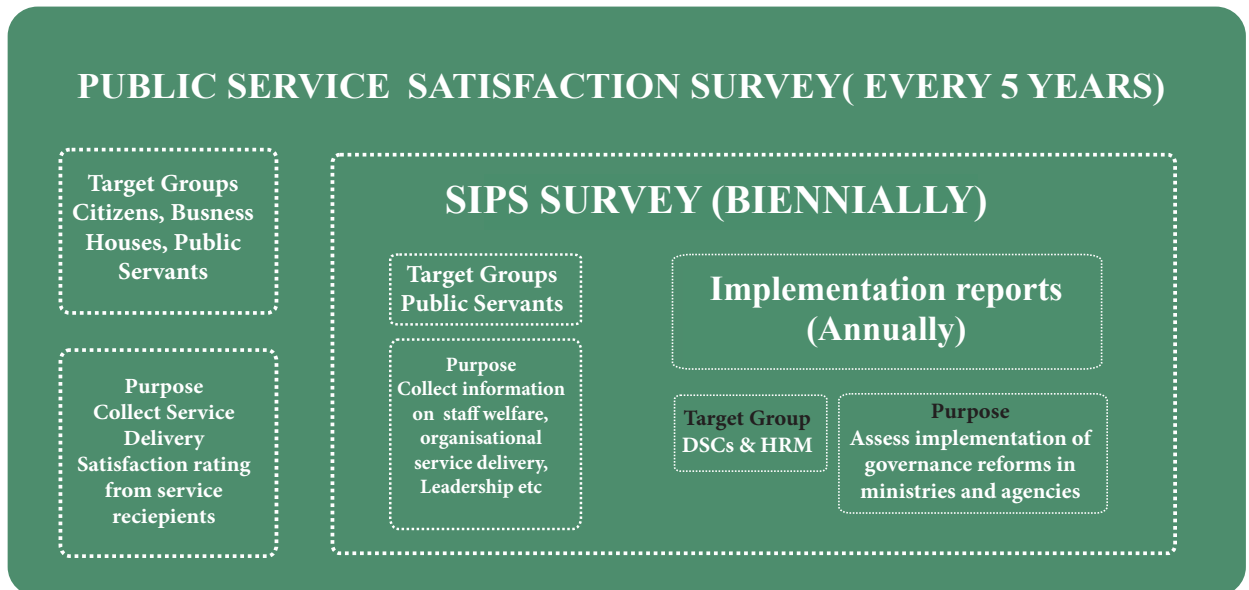 PUBLIC SERVICE SATISFACTION SURVEY( EVERY 5 YEARS)
Target Groups
Citizens, Busness
Houses, Public
Servants
Purpose
Collect Service
Delivery
Satisfaction rating
from service
reciepients
SIPS SURVEY (BIENNIALLY)
Target Groups
Public Servants
Purpose
Collect information
on staff welfare,
organisational
service delivery,
Leadership etc
Implementation reports
(Annually)
Target Group
DSCs & HRM
Purpose
Assess implementation of
governance reforms in
ministries and agencies